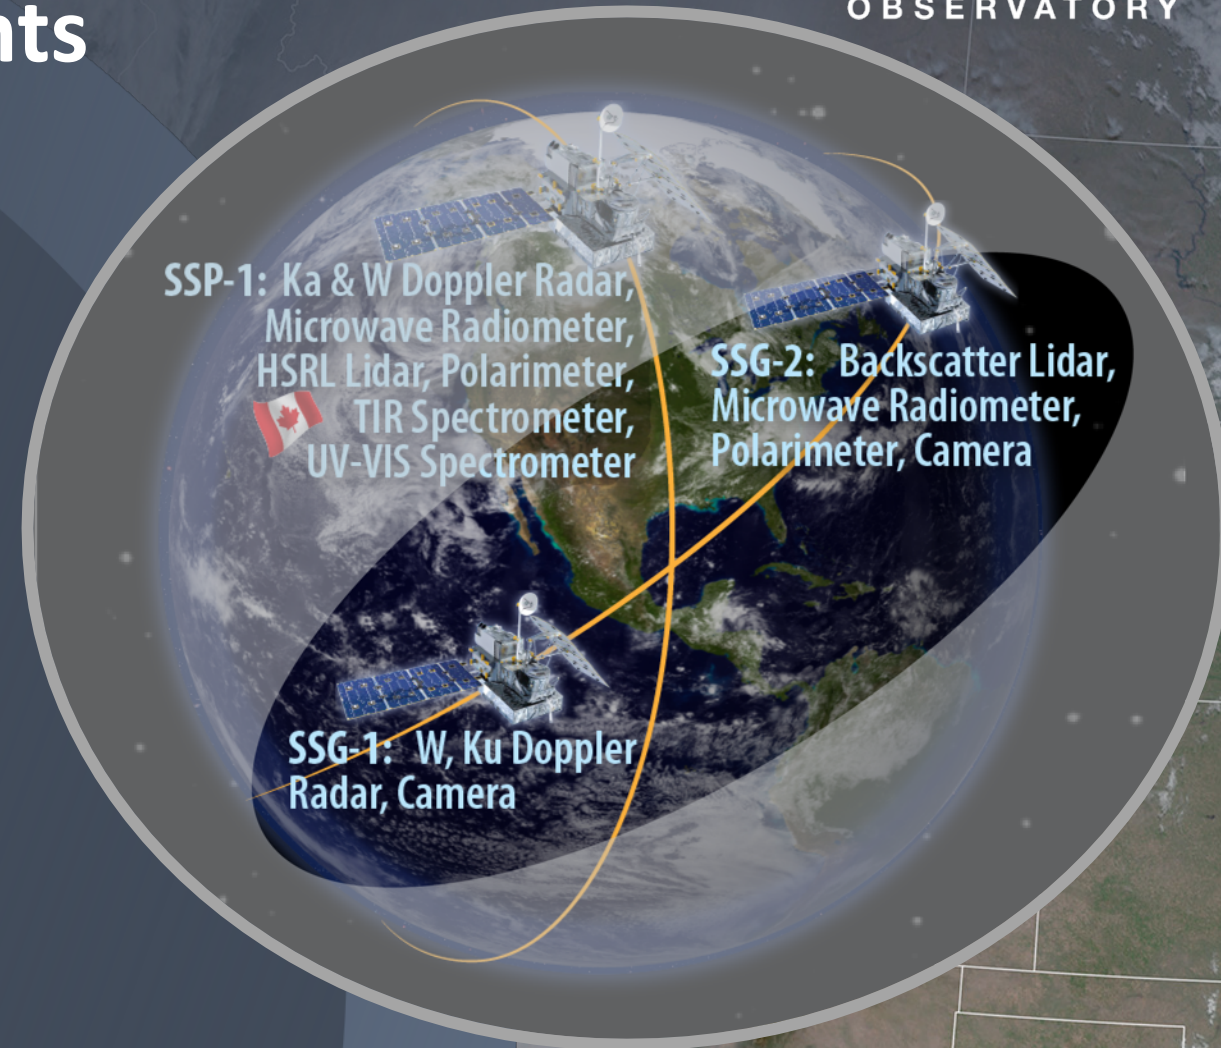 nts
OBSERVATORY
SSP-1: Ka & W Doppler Radar,
Microwave Radiometer,
HSRL Lidar, Polarimeter,
TIR Spectrometer,
UV-VIS Spectrometer
SSG-2: Backscatter Lidar,
Microwave Radiometer,
Polarimeter, Camera
SSG-1: W, Ku Doppler
Radar, Camera